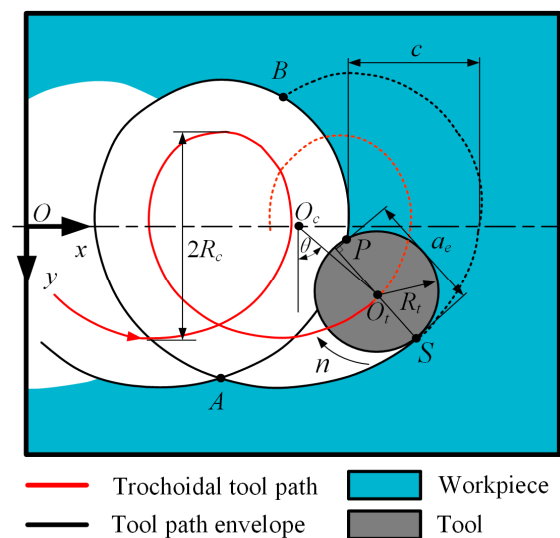 B
c
O
x
y
2R_c
O_c
θ
P
a_e
R_t
O_t
S
n
A
Trochoidal tool path
Workpiece
Tool path envelope
Tool